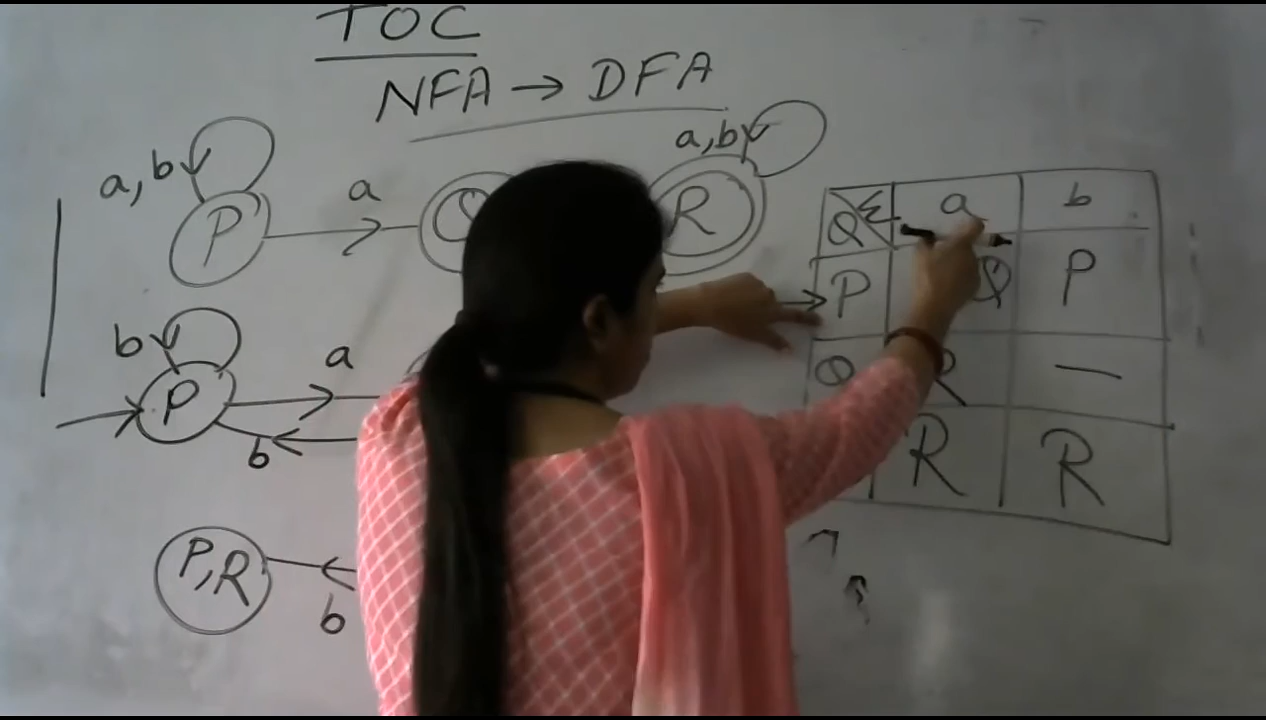 TOC
NFA → DFA
a, b
a
a,b
P
Q
R
Q Σ a b
P Q P
Q R —
R R
b
a
P
b
P,R
b